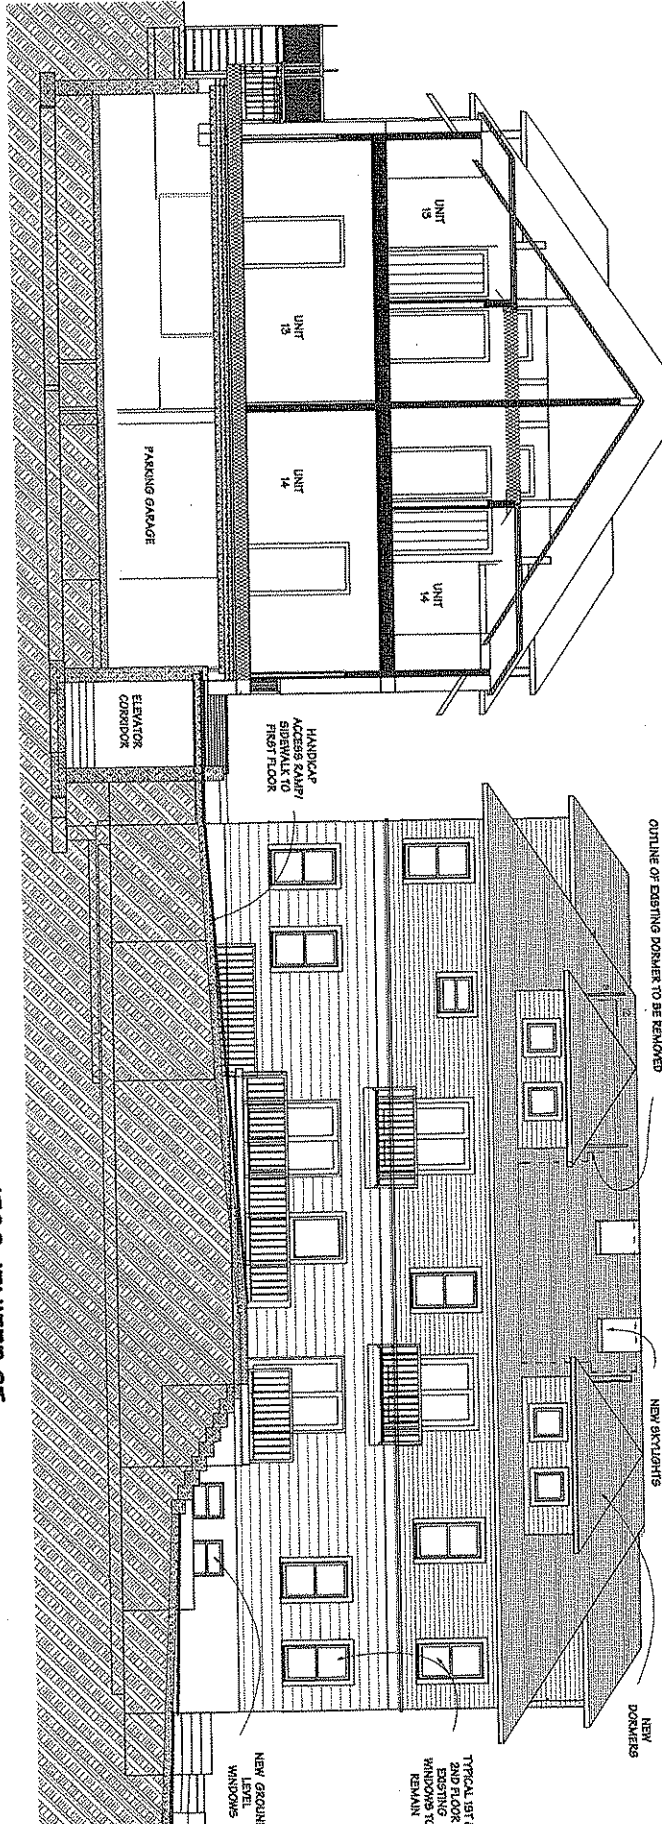 UNIT
15
UNIT
13
UNIT
14
UNIT
14
PARKING GARAGE
ELEVATOR
CORRIDOR
HANDICAP
ACCESS RAMP/
SIDEWALK TO
FIRST FLOOR
OUTLINE OF EXISTING DORMER TO BE REMOVED
NEW SKYLIGHTS
NEW
DORMERS
TYPICAL 1ST &
2ND FLOOR
EXISTING
WINDOWS TO
REMAIN
NEW GROUND
LEVEL
WINDOWS